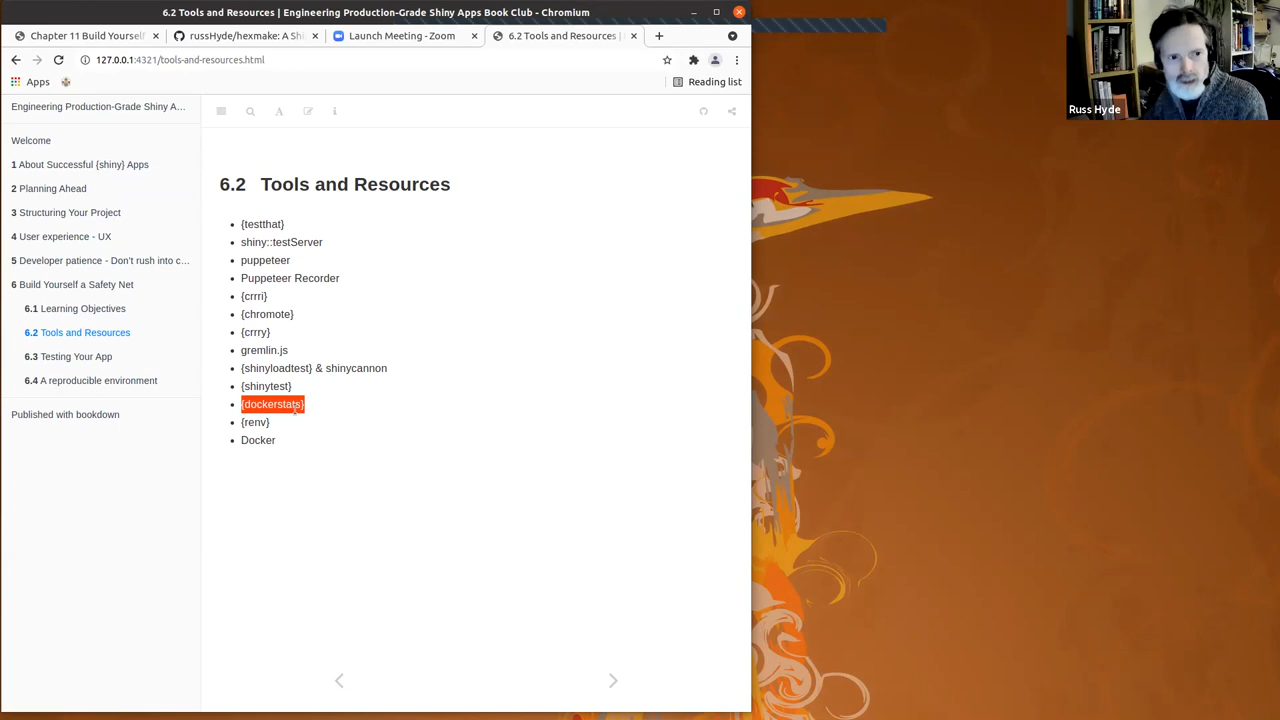 6.2 Tools and Resources | Engineering Production-Grade Shiny Apps Book Club - Chromium
Chapter 11 Build Yourself
russHyde/hexmake: A Shi
Launch Meeting - Zoom
6.2 Tools and Resources |
127.0.0.1:4321/tools-and-resources.html
Apps
Reading list
Engineering Production-Grade Shiny A...
Welcome
1 About Successful {shiny} Apps
2 Planning Ahead
3 Structuring Your Project
4 User experience - UX
5 Developer patience - Don't rush into c...
6 Build Yourself a Safety Net
6.1 Learning Objectives
6.2 Tools and Resources
6.3 Testing Your App
6.4 A reproducible environment
Published with bookdown
6.2 Tools and Resources
{testthat}
shiny::testServer
puppeteer
Puppeteer Recorder
{crrri}
{chromote}
{crrry}
gremlin.js
{shinyloadtest} & shinycannon
{shinytest}
{dockerstats}
{renv}
Docker
Russ Hyde